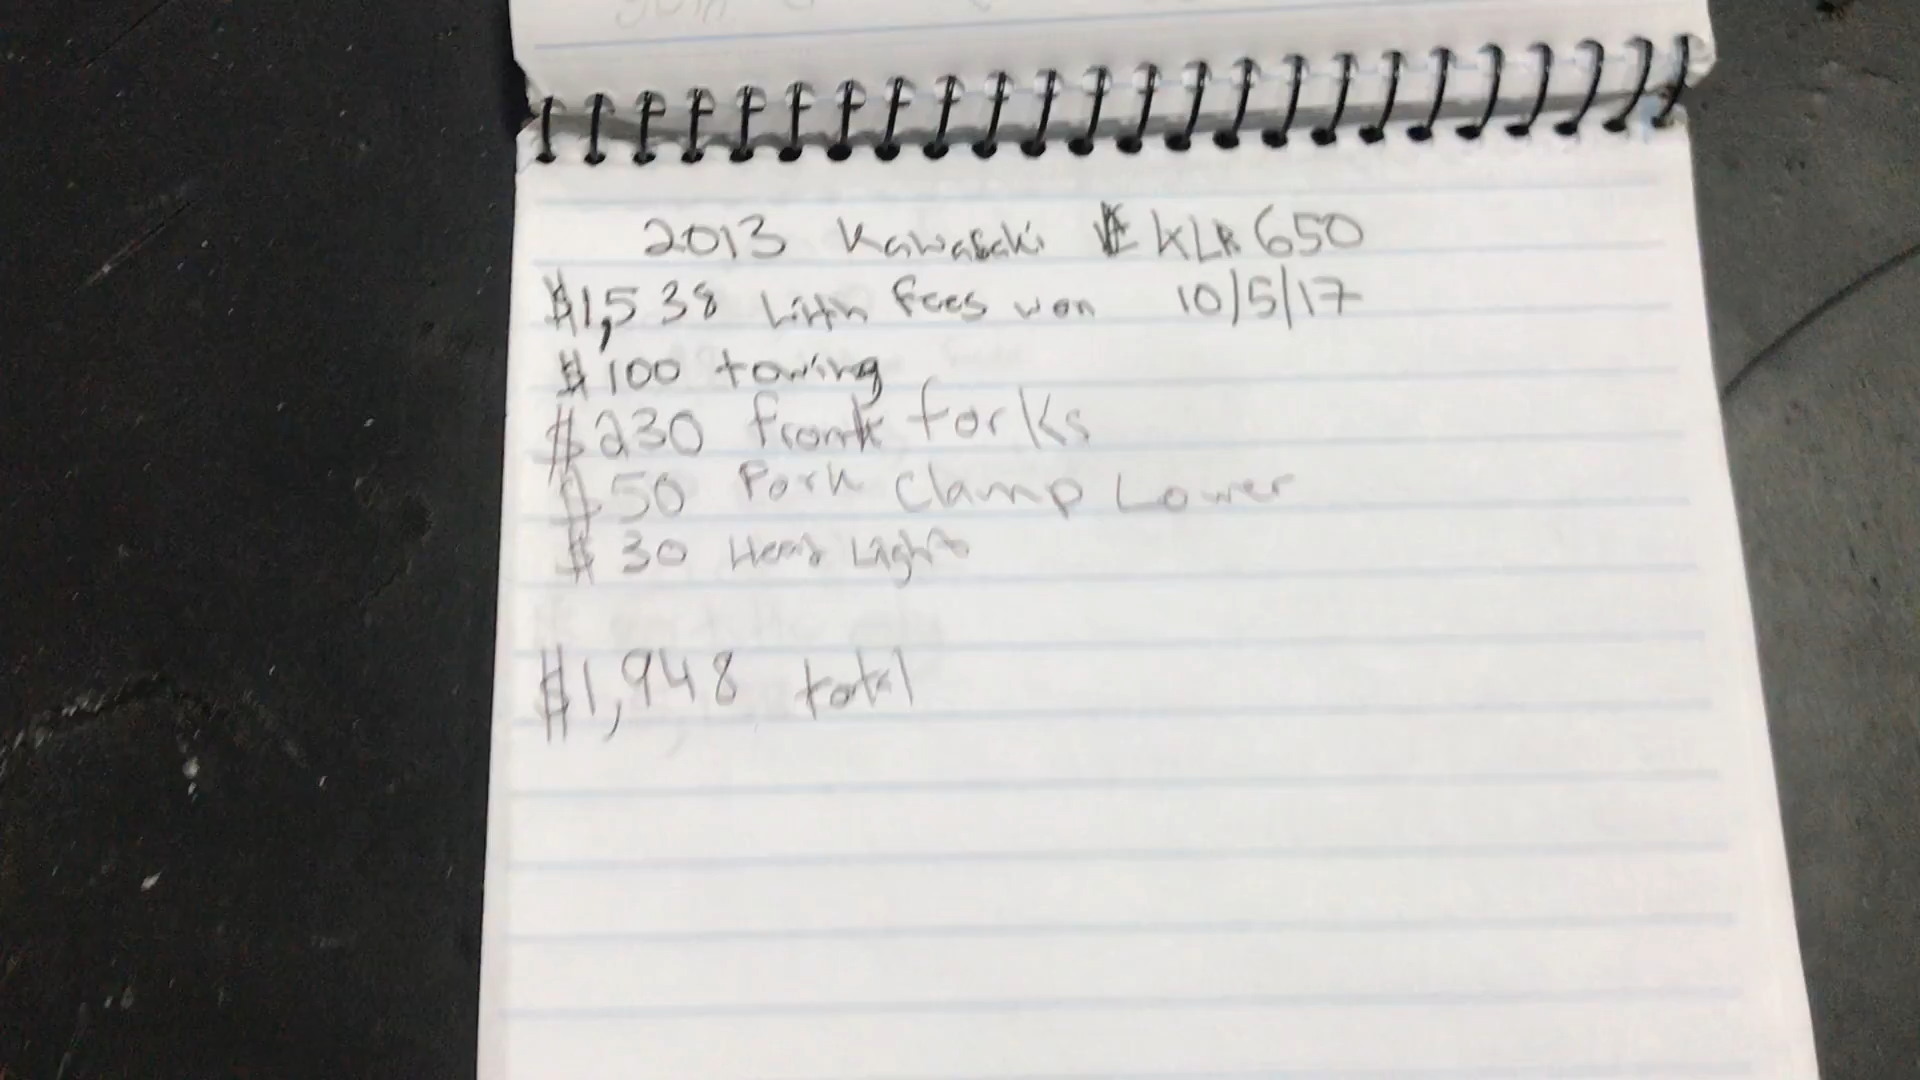 2013 Kawasaki KLR 650
$1,538 with fees won 10/5/17
$100 towing
$230 front forks
$50 Fork Clamp Lower
$30 Head Light
$1,948 total